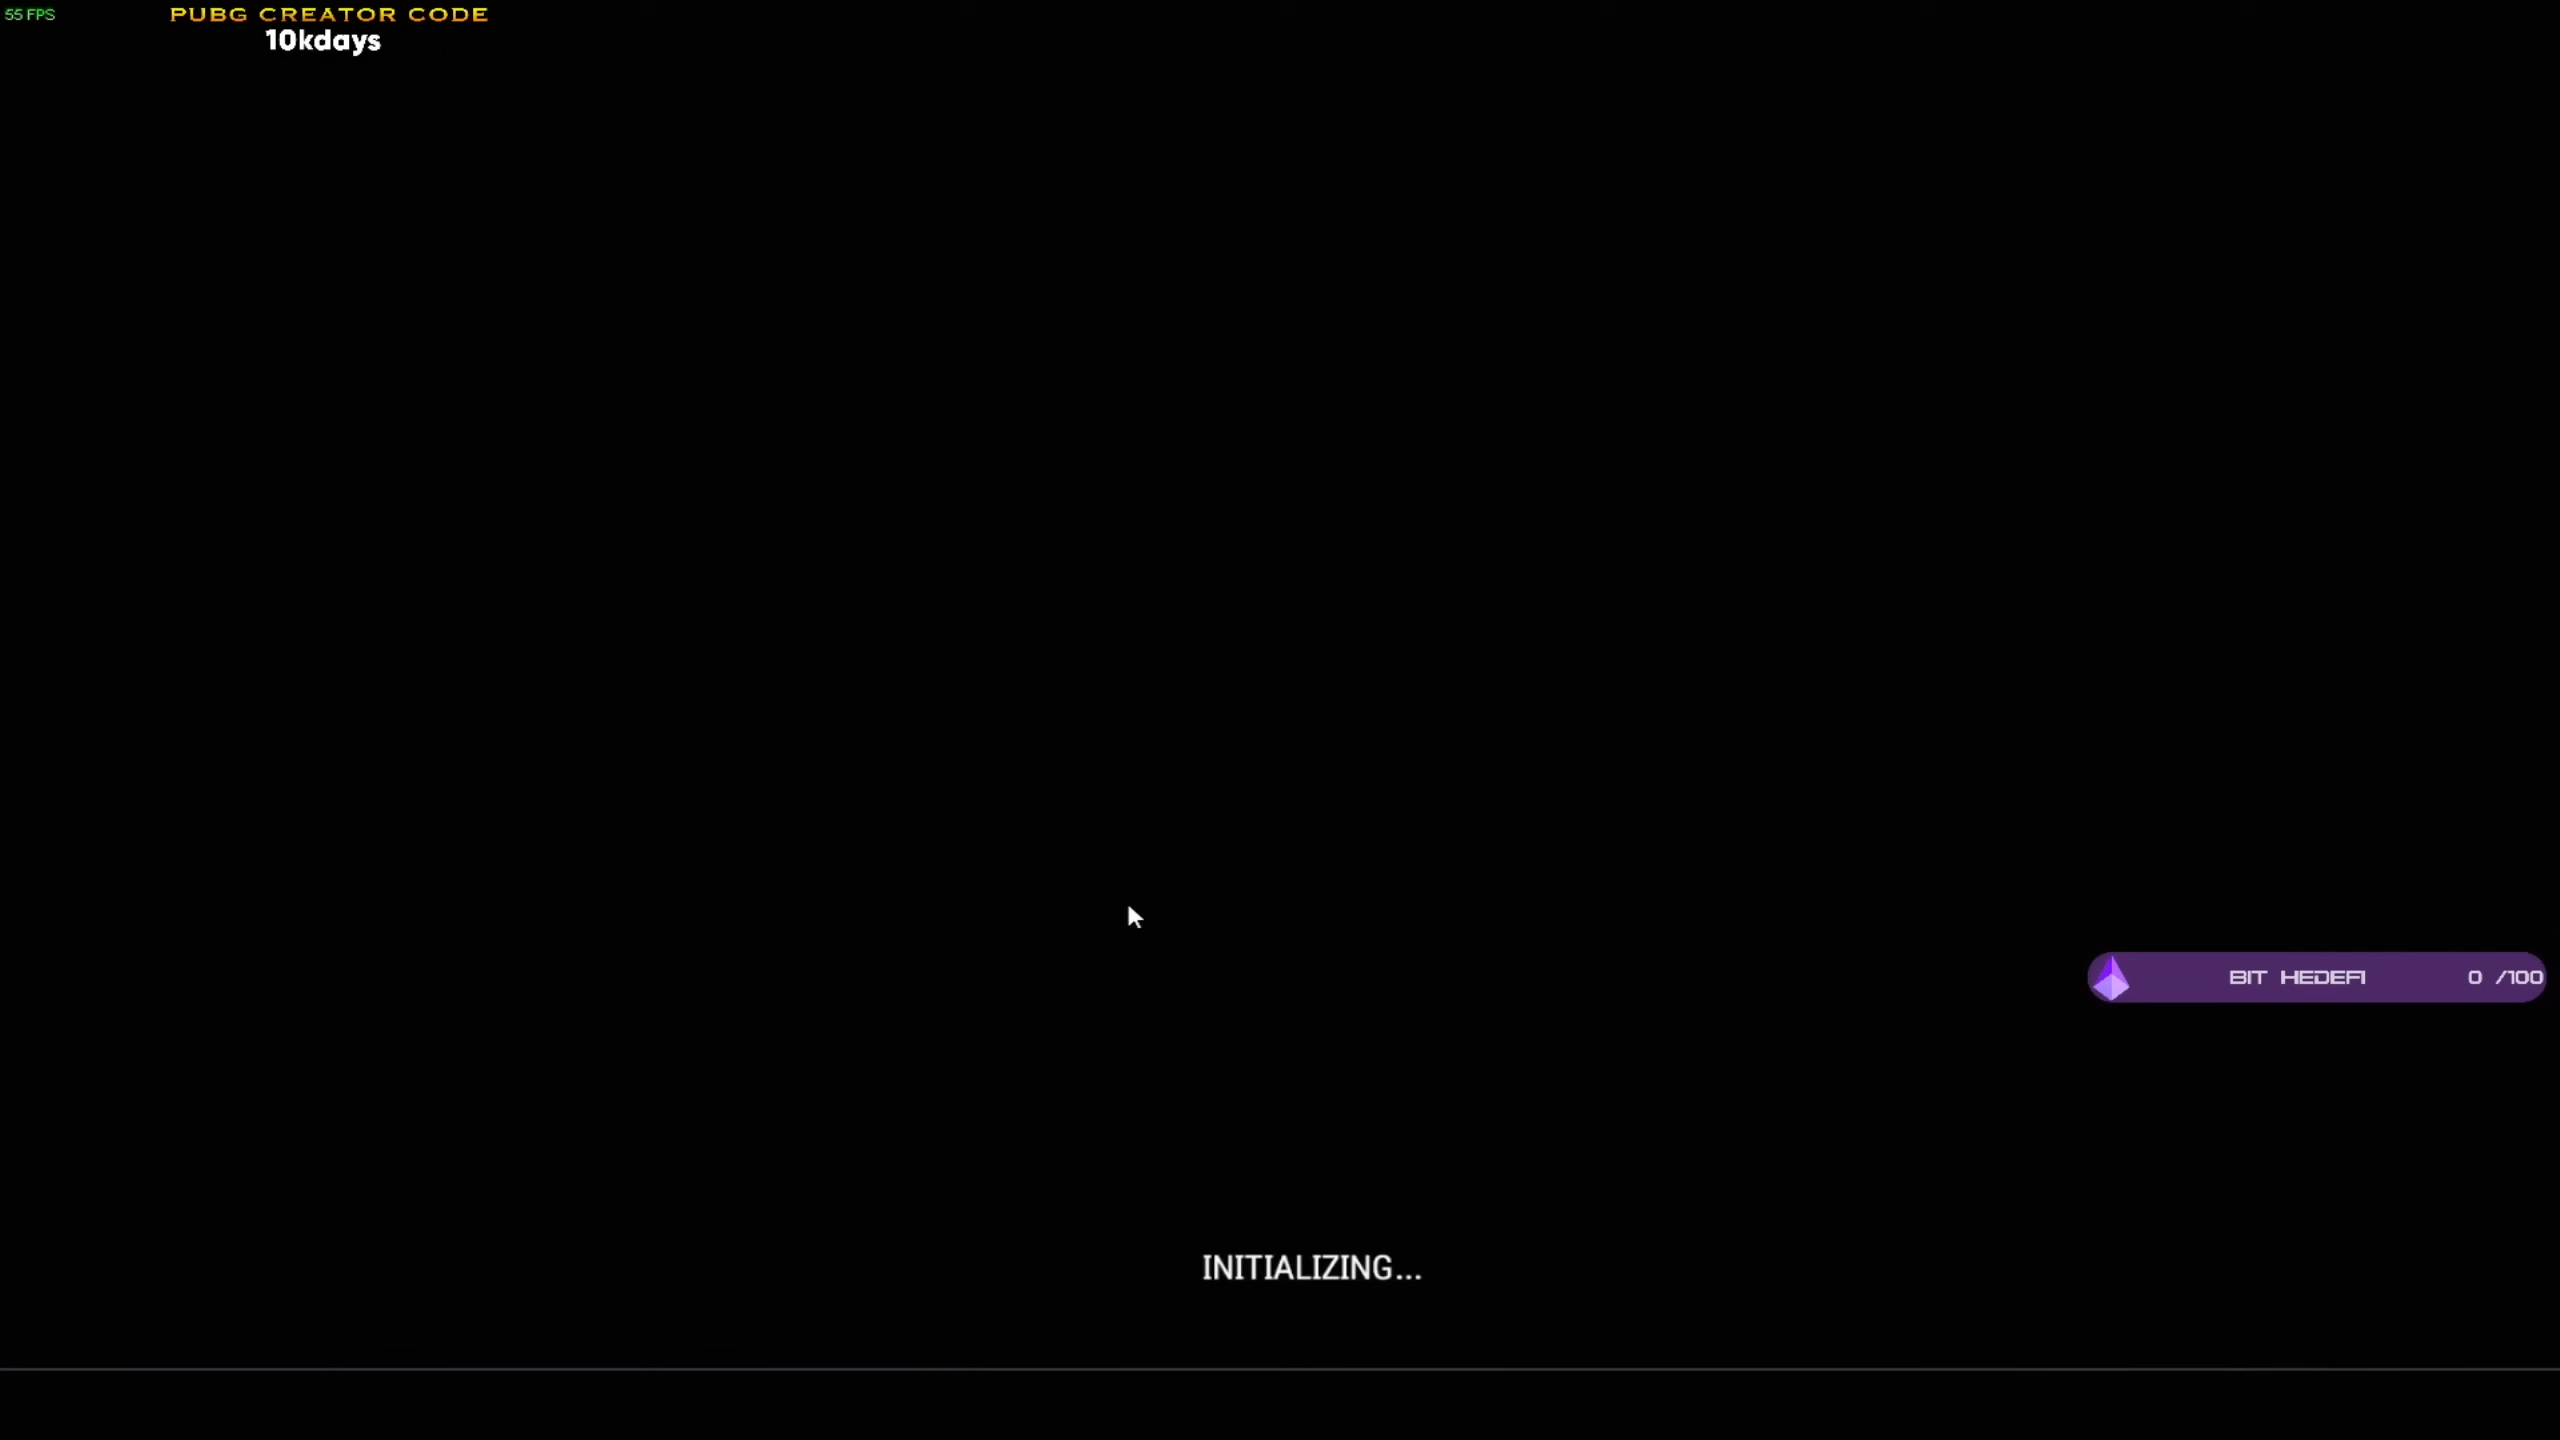 55 FPS
PUBG CREATOR CODE
10kdays
BIT HEDEFI 0 /100
INITIALIZING...